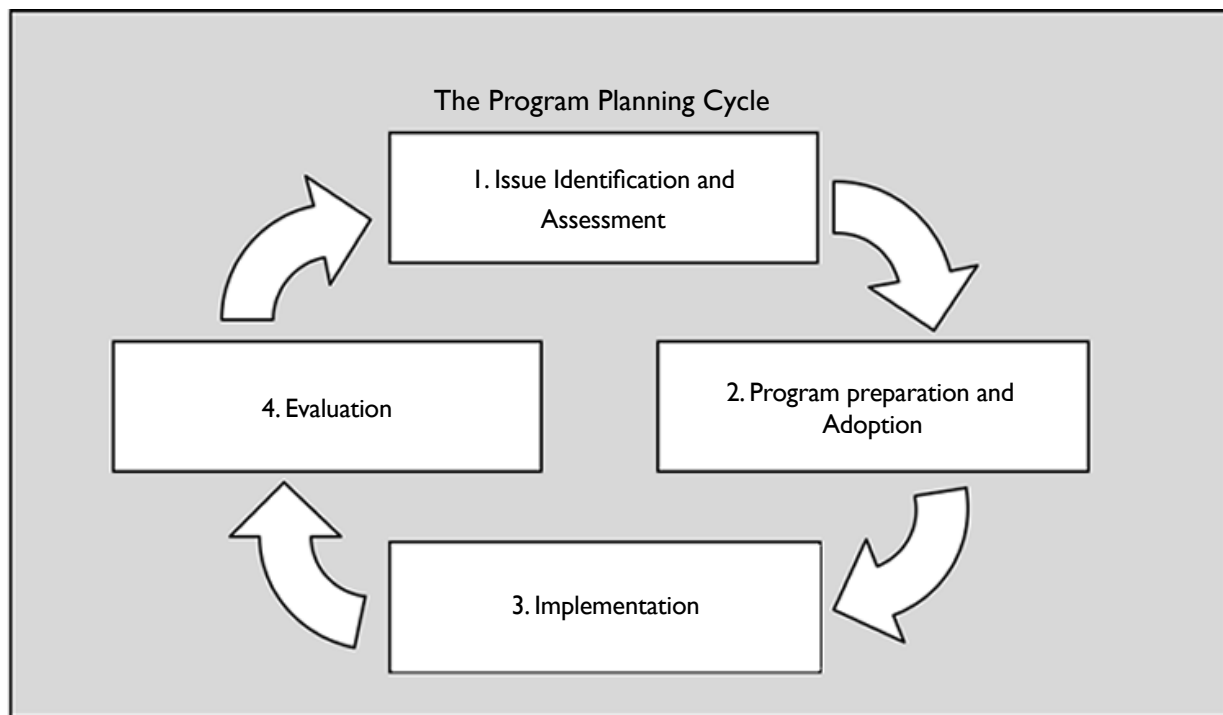 The Program Planning Cycle
1. Issue Identification and
Assessment
2. Program preparation and
Adoption
4. Evaluation
3. Implementation